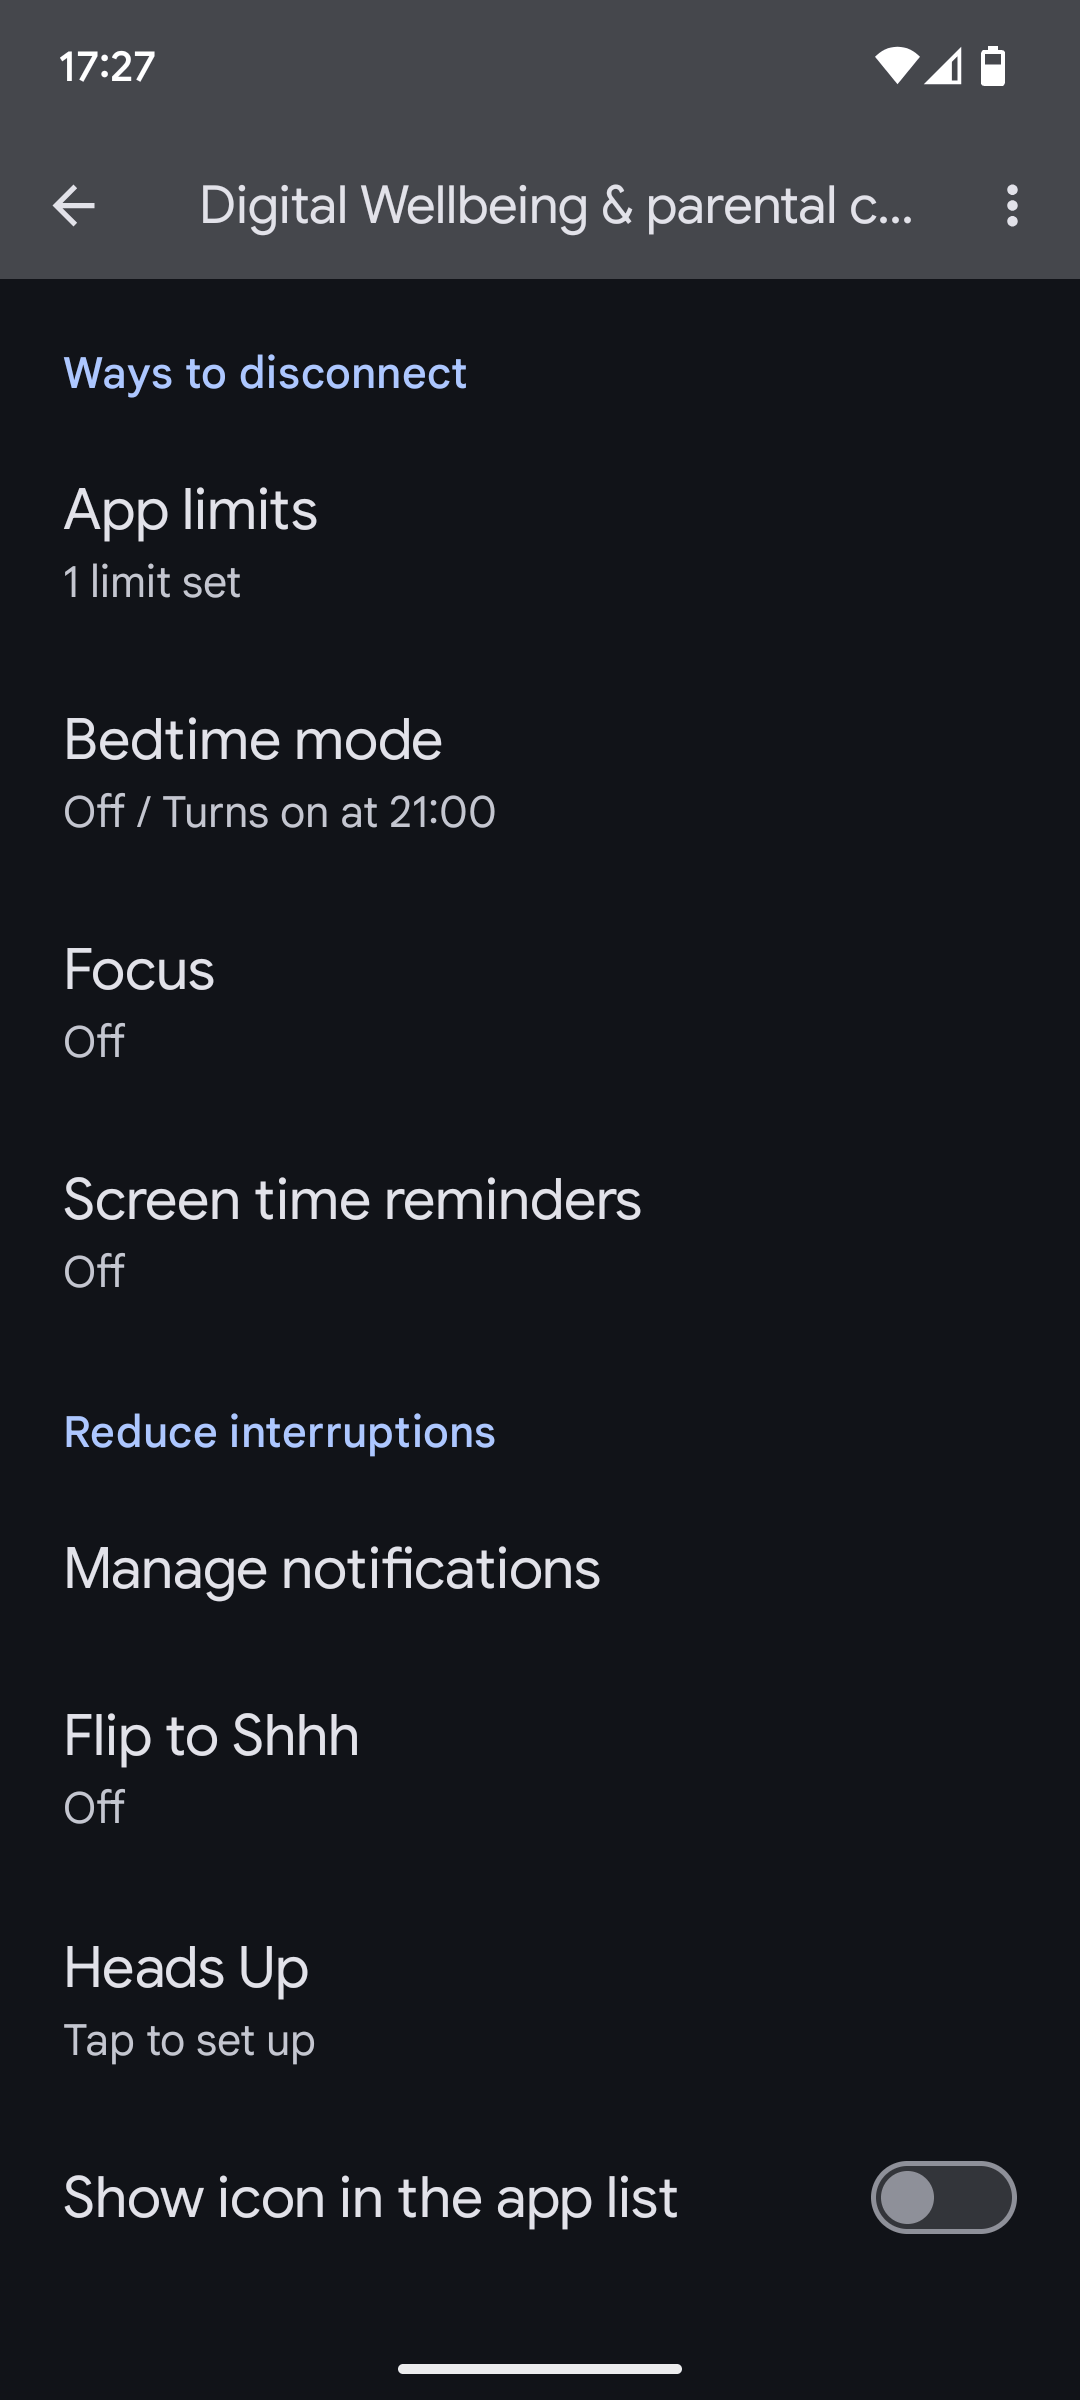 17:27
Digital Wellbeing & parental c...
Ways to disconnect
App limits
1 limit set
Bedtime mode
Off / Turns on at 21:00
Focus
Off
Screen time reminders
Off
Reduce interruptions
Manage notifications
Flip to Shhh
Off
Heads Up
Tap to set up
Show icon in the app list